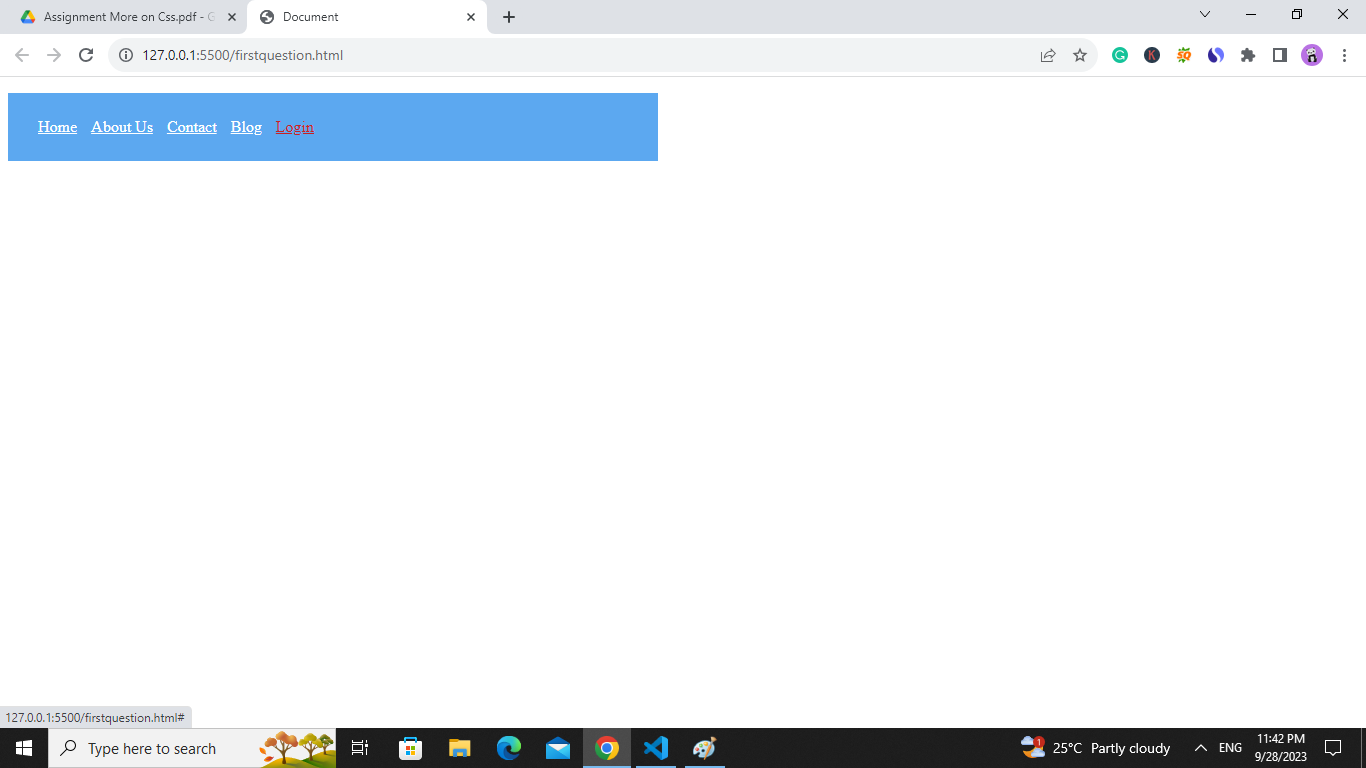 Assignment More on Css.pdf - G
Document
127.0.0.1:5500/firstquestion.html
Home About Us Contact Blog Login
127.0.0.1:5500/firstquestion.html#
Type here to search
1
25°C Partly cloudy
ENG
11:42 PM
9/28/2023